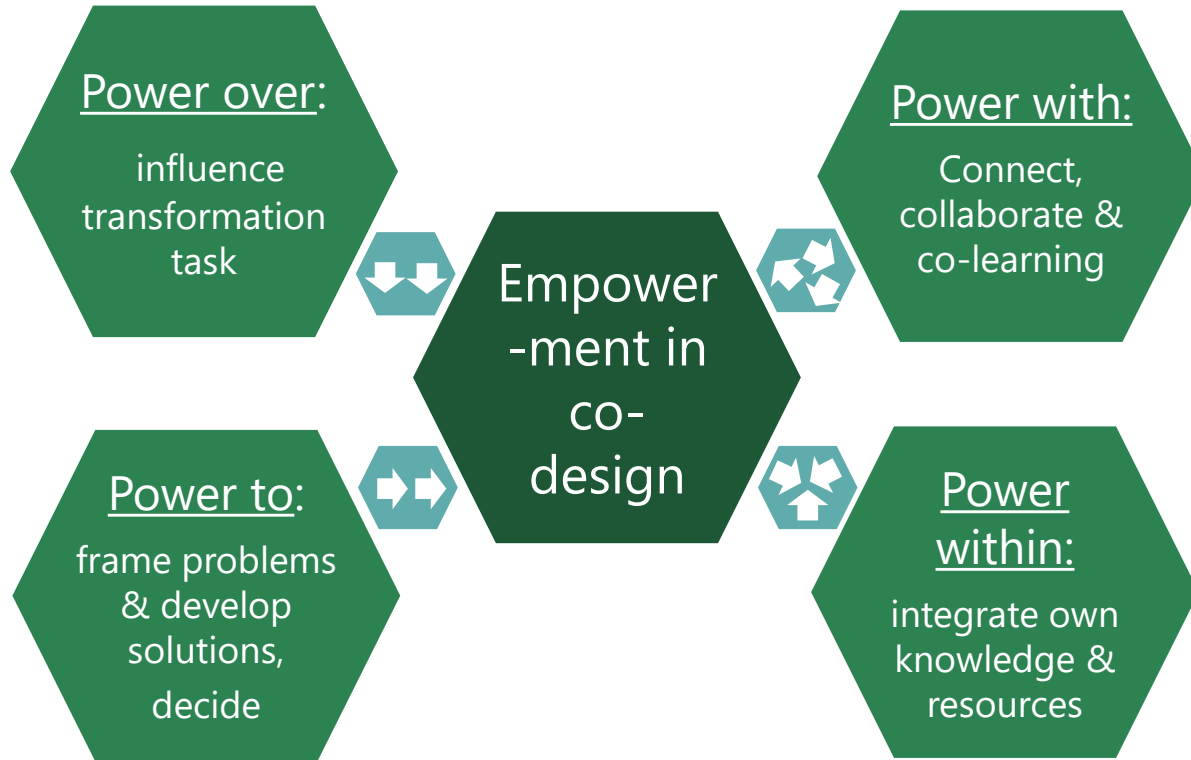 Power over:
influence
transformation
task
Power with:
Connect,
collaborate &
co-learning
Empower
-ment in
co-
design
Power to:
frame problems
& develop
solutions,
decide
Power
within:
integrate own
knowledge &
resources